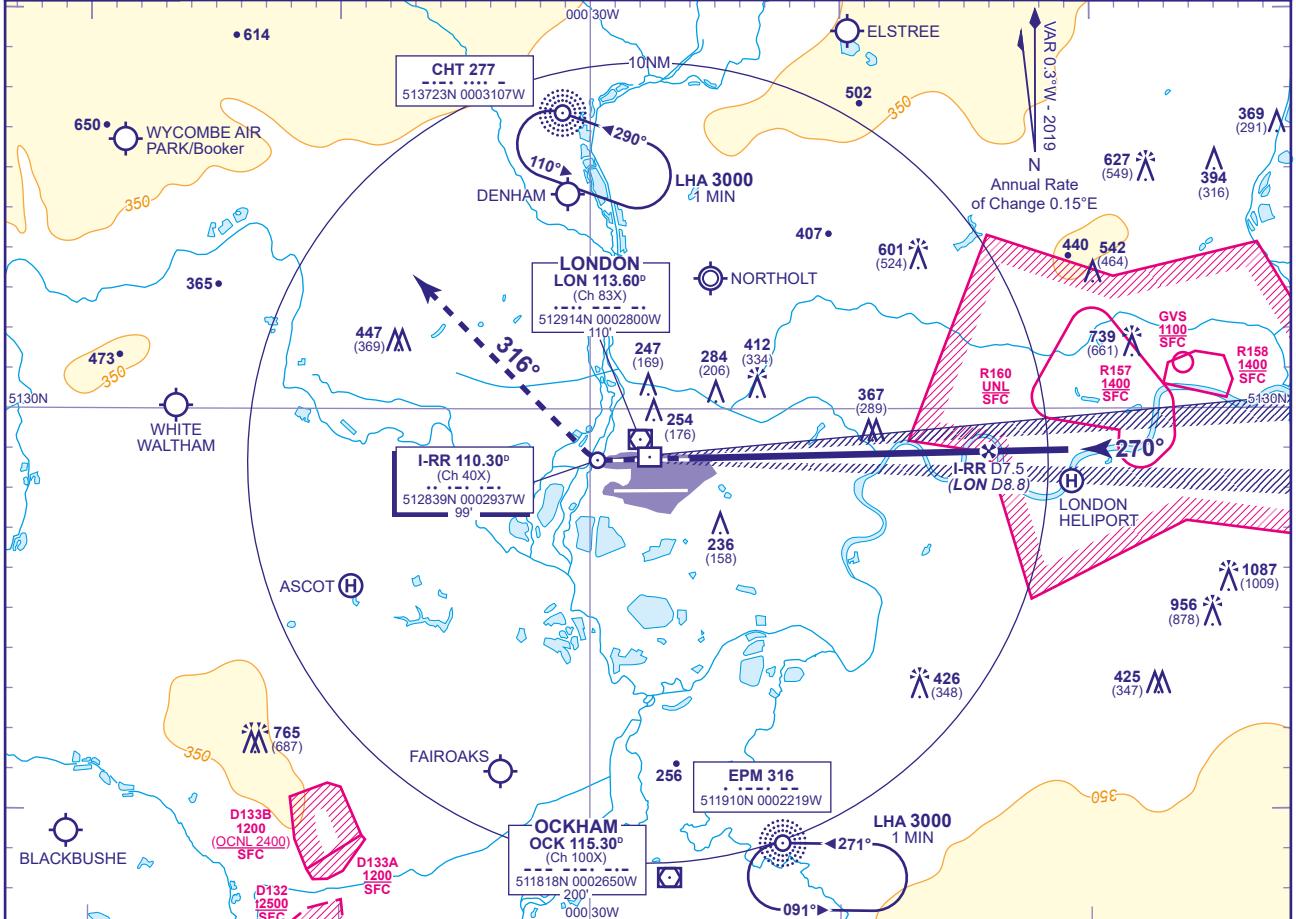 000 30W
614
ELSTREE
10NM
VAR 0.3°W - 2019
N
Annual Rate
of Change 0.15°E
CHT 277
-·-· ···· -
513723N 0003107W
502
350
650
WYCOMBE AIR
PARK/Booker
290°
110°
LHA 3000
1 MIN
DENHAM
350
369
(291)
627
(549)
394
(316)
407
601
(524)
440
542
(464)
LONDON
LON 113.60ᴰ
(Ch 83X)
·-·· --- -·
512914N 0002800W
110'
NORTHOLT
365
316°
447
(369)
247
(169)
284
(206)
412
(334)
254
(176)
367
(289)
739
(661)
GVS
1100
SFC
R158
1400
SFC
R157
1400
SFC
R160
UNL
SFC
473
350
5130N
5130N
WHITE
WALTHAM
270°
I-RR 110.30ᴰ
(Ch 40X)
·· ·-· ·-·
512839N 0002937W
99'
I-RR D7.5
(LON D8.8)
H
LONDON
HELIPORT
236
(158)
ASCOT
H
1087
(1009)
956
(878)
426
(348)
425
(347)
765
(687)
350
FAIROAKS
256
EPM 316
· ·--· --
511910N 0002219W
350
LHA 3000
1 MIN
271°
091°
D133B
1200
(OCNL 2400)
SFC
D133A
1200
SFC
D132
2500
SFC
BLACKBUSHE
OCKHAM
OCK 115.30ᴰ
(Ch 100X)
--- -·-· -·-
511818N 0002650W
200'
000 30W